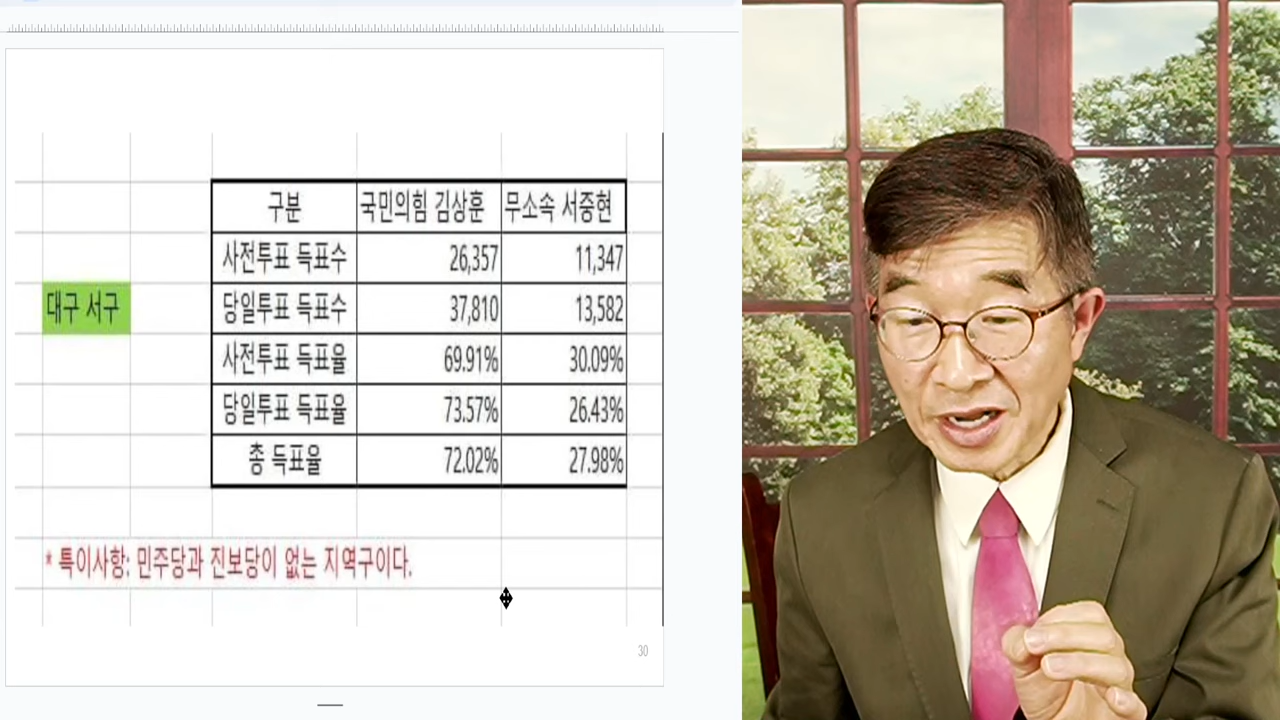 구분 국민의힘 김상훈 무소속 서중현
사전투표 득표수 26,357 11,347
대구 서구 당일투표 득표수 37,810 13,582
사전투표 득표율 69.91% 30.09%
당일투표 득표율 73.57% 26.43%
총 득표율 72.02% 27.98%
* 특이사항: 민주당과 진보당이 없는 지역구이다.
30